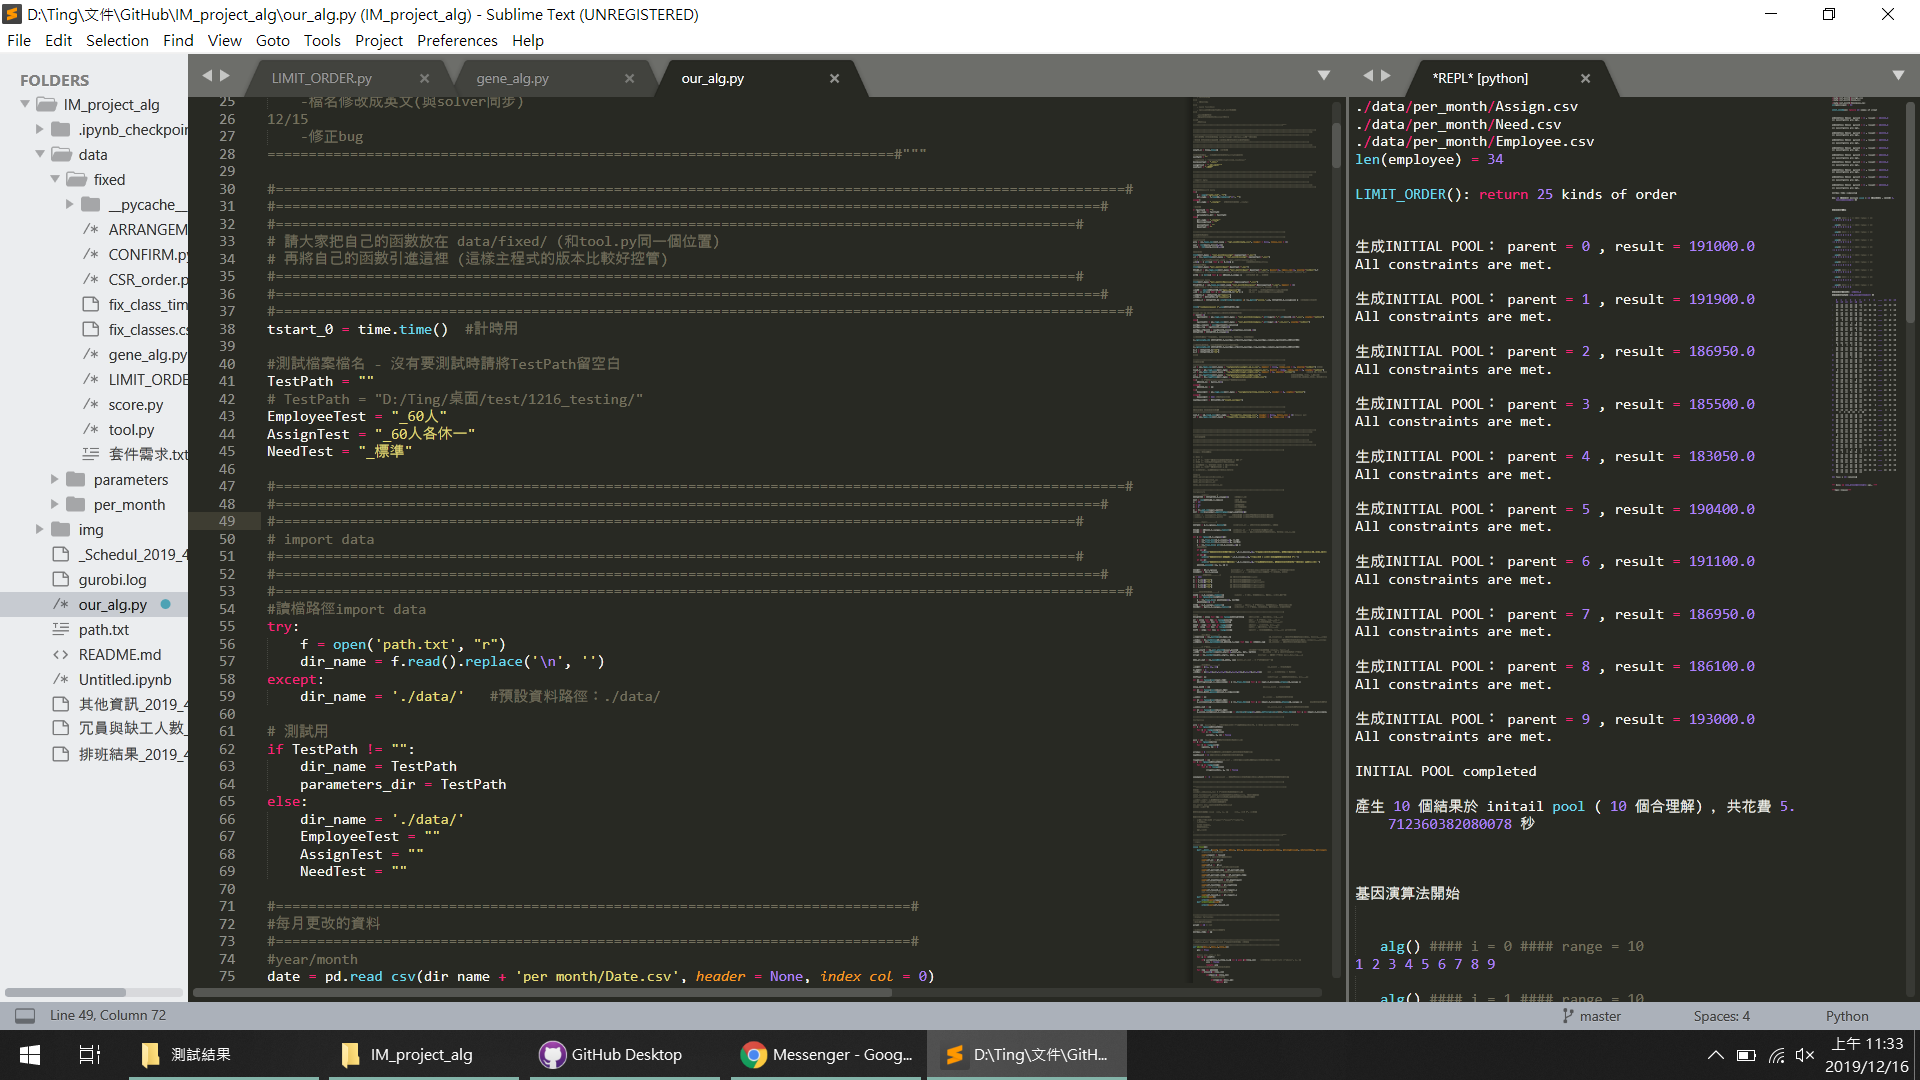 D:\Ting\文件\GitHub\IM_project_alg\our_alg.py (IM_project_alg) - Sublime Text (UNREGISTERED)
File Edit Selection Find View Goto Tools Project Preferences Help
FOLDERS
IM_project_alg
.ipynb_checkpoir
data
fixed
__pycache__
ARRANGEM
CONFIRM.py
CSR_order.p
fix_class_tim
fix_classes.cs
gene_alg.py
LIMIT_ORDE
score.py
tool.py
套件需求.txt
parameters
per_month
img
_Schedul_2019_4
gurobi.log
our_alg.py
path.txt
README.md
Untitled.ipynb
其他資訊_2019_4
冗員與缺工人數_
排班結果_2019_4
LIMIT_ORDER.py
gene_alg.py
our_alg.py
25 -檔名修改成英文(與solver同步)
26 12/15
27 -修正bug
28 ============================================================================#"""
29
30 #=======================================================================================================#
31 #====================================================================================================#
32 #=================================================================================================#
33 # 請大家把自己的函數放在 data/fixed/ (和tool.py同一個位置)
34 # 再將自己的函數引進這裡 (這樣主程式的版本比較好控管)
35 #=================================================================================================#
36 #====================================================================================================#
37 #=======================================================================================================#
38 tstart_0 = time.time()  #計時用
39
40 #測試檔案檔名 - 沒有要測試時請將TestPath留空白
41 TestPath = ""
42 # TestPath = "D:/Ting/桌面/test/1216_testing/"
43 EmployeeTest = "_60人"
44 AssignTest = "_60人各休一"
45 NeedTest = "_標準"
46
47 #=======================================================================================================#
48 #====================================================================================================#
49 #=================================================================================================#
50 # import data
51 #=================================================================================================#
52 #====================================================================================================#
53 #=======================================================================================================#
54 #讀檔路徑import data
55 try:
56 f = open('path.txt', "r")
57 dir_name = f.read().replace('\n', '')
58 except:
59 dir_name = './data/'   #預設資料路徑：./data/
60
61 # 測試用
62 if TestPath != "":
63 dir_name = TestPath
64 parameters_dir = TestPath
65 else:
66 dir_name = './data/'
67 EmployeeTest = ""
68 AssignTest = ""
69 NeedTest = ""
70
71 #=============================================================================#
72 #每月更改的資料
73 #=============================================================================#
74 #year/month
75 date = pd.read_csv(dir_name + 'per_month/Date.csv', header = None, index_col = 0)
*REPL* [python]
./data/per_month/Assign.csv
./data/per_month/Need.csv
./data/per_month/Employee.csv
len(employee) = 34
LIMIT_ORDER(): return 25 kinds of order
生成INITIAL POOL： parent = 0 , result = 191000.0
All constraints are met.
生成INITIAL POOL： parent = 1 , result = 191900.0
All constraints are met.
生成INITIAL POOL： parent = 2 , result = 186950.0
All constraints are met.
生成INITIAL POOL： parent = 3 , result = 185500.0
All constraints are met.
生成INITIAL POOL： parent = 4 , result = 183050.0
All constraints are met.
生成INITIAL POOL： parent = 5 , result = 190400.0
All constraints are met.
生成INITIAL POOL： parent = 6 , result = 191100.0
All constraints are met.
生成INITIAL POOL： parent = 7 , result = 186950.0
All constraints are met.
生成INITIAL POOL： parent = 8 , result = 186100.0
All constraints are met.
生成INITIAL POOL： parent = 9 , result = 193000.0
All constraints are met.
INITIAL POOL completed
產生 10 個結果於 initail pool ( 10 個合理解) , 共花費 5.
712360382080078 秒
基因演算法開始
alg() #### i = 0 #### range = 10
1 2 3 4 5 6 7 8 9
alg() #### i = 1 #### range = 10
Line 49, Column 72
master
Spaces: 4
Python
測試結果
IM_project_alg
GitHub Desktop
Messenger - Goog...
D:\Ting\文件\GitH...
上午 11:33
2019/12/16